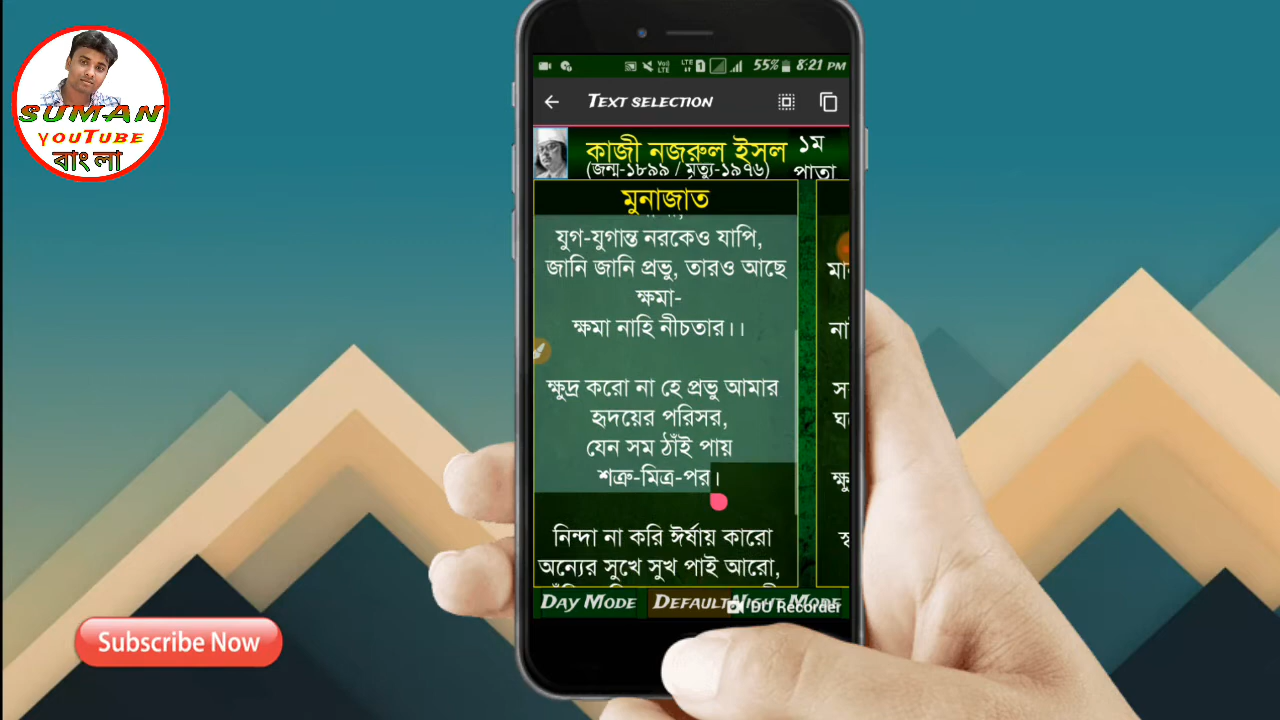 SUMAN
YouTube
বাংলা
55% 8:21 PM
Text selection
কাজী নজরুল ইসল
(জন্ম-১৮৯৯ / মৃত্যু-১৯৭৬)
১ম
পাতা
মুনাজাত
যুগ-যুগান্ত নরকেও যাপি,
জানি জানি প্রভু, তারও আছে
ক্ষমা-
ক্ষমা নাহি নীচতার।।
ক্ষুদ্র করো না হে প্রভু আমার
হৃদয়ের পরিসর,
যেন সম ঠাঁই পায়
শত্রু-মিত্র-পর।
নিন্দা না করি ঈর্ষায় কারো
অন্যের সুখে সুখ পাই আরো,
Day Mode
Default
Night Mode
DU Recorder
Subscribe Now